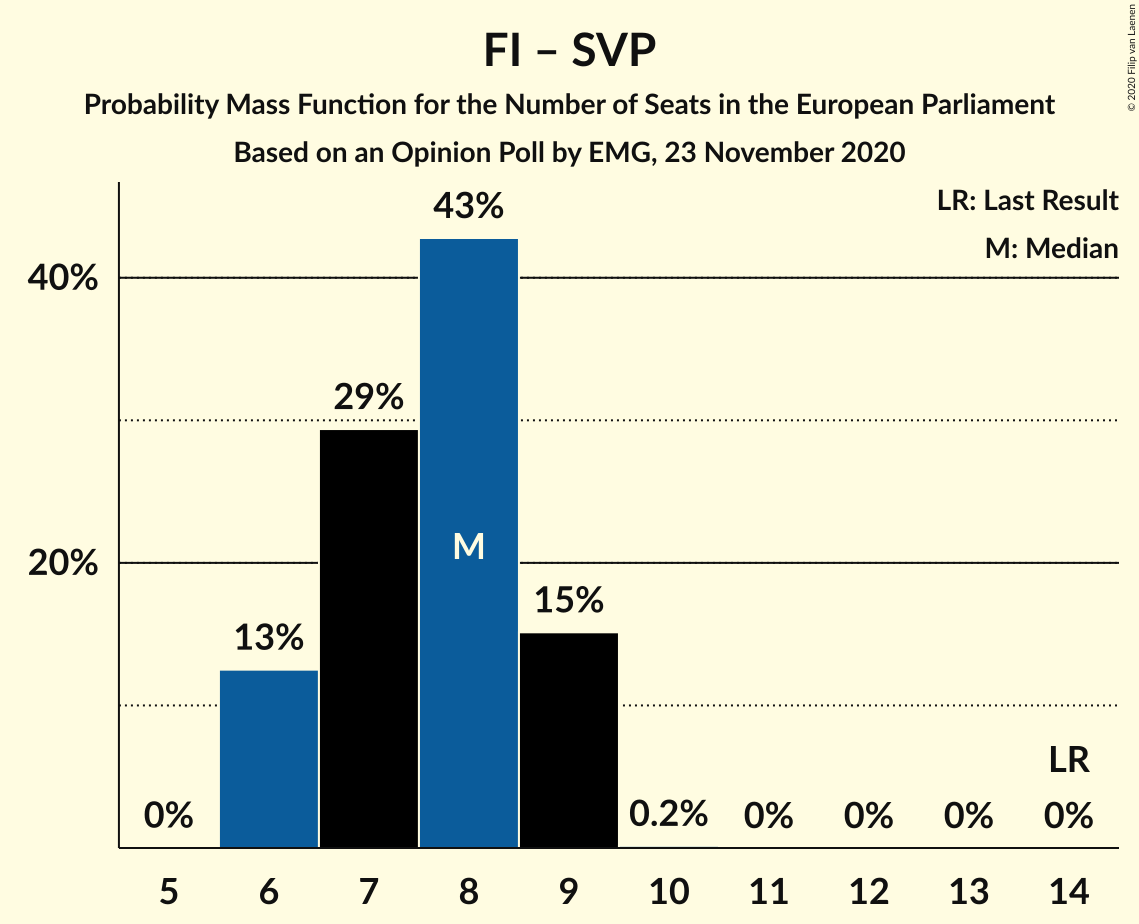 FI – SVP
Probability Mass Function for the Number of Seats in the European Parliament
Based on an Opinion Poll by EMG, 23 November 2020
© 2020 Filip van Laenen
LR: Last Result
M: Median
43%
40%
29%
M
20%
15%
13%
LR
0% 0.2% 0% 0% 0% 0%
5 6 7 8 9 10 11 12 13 14